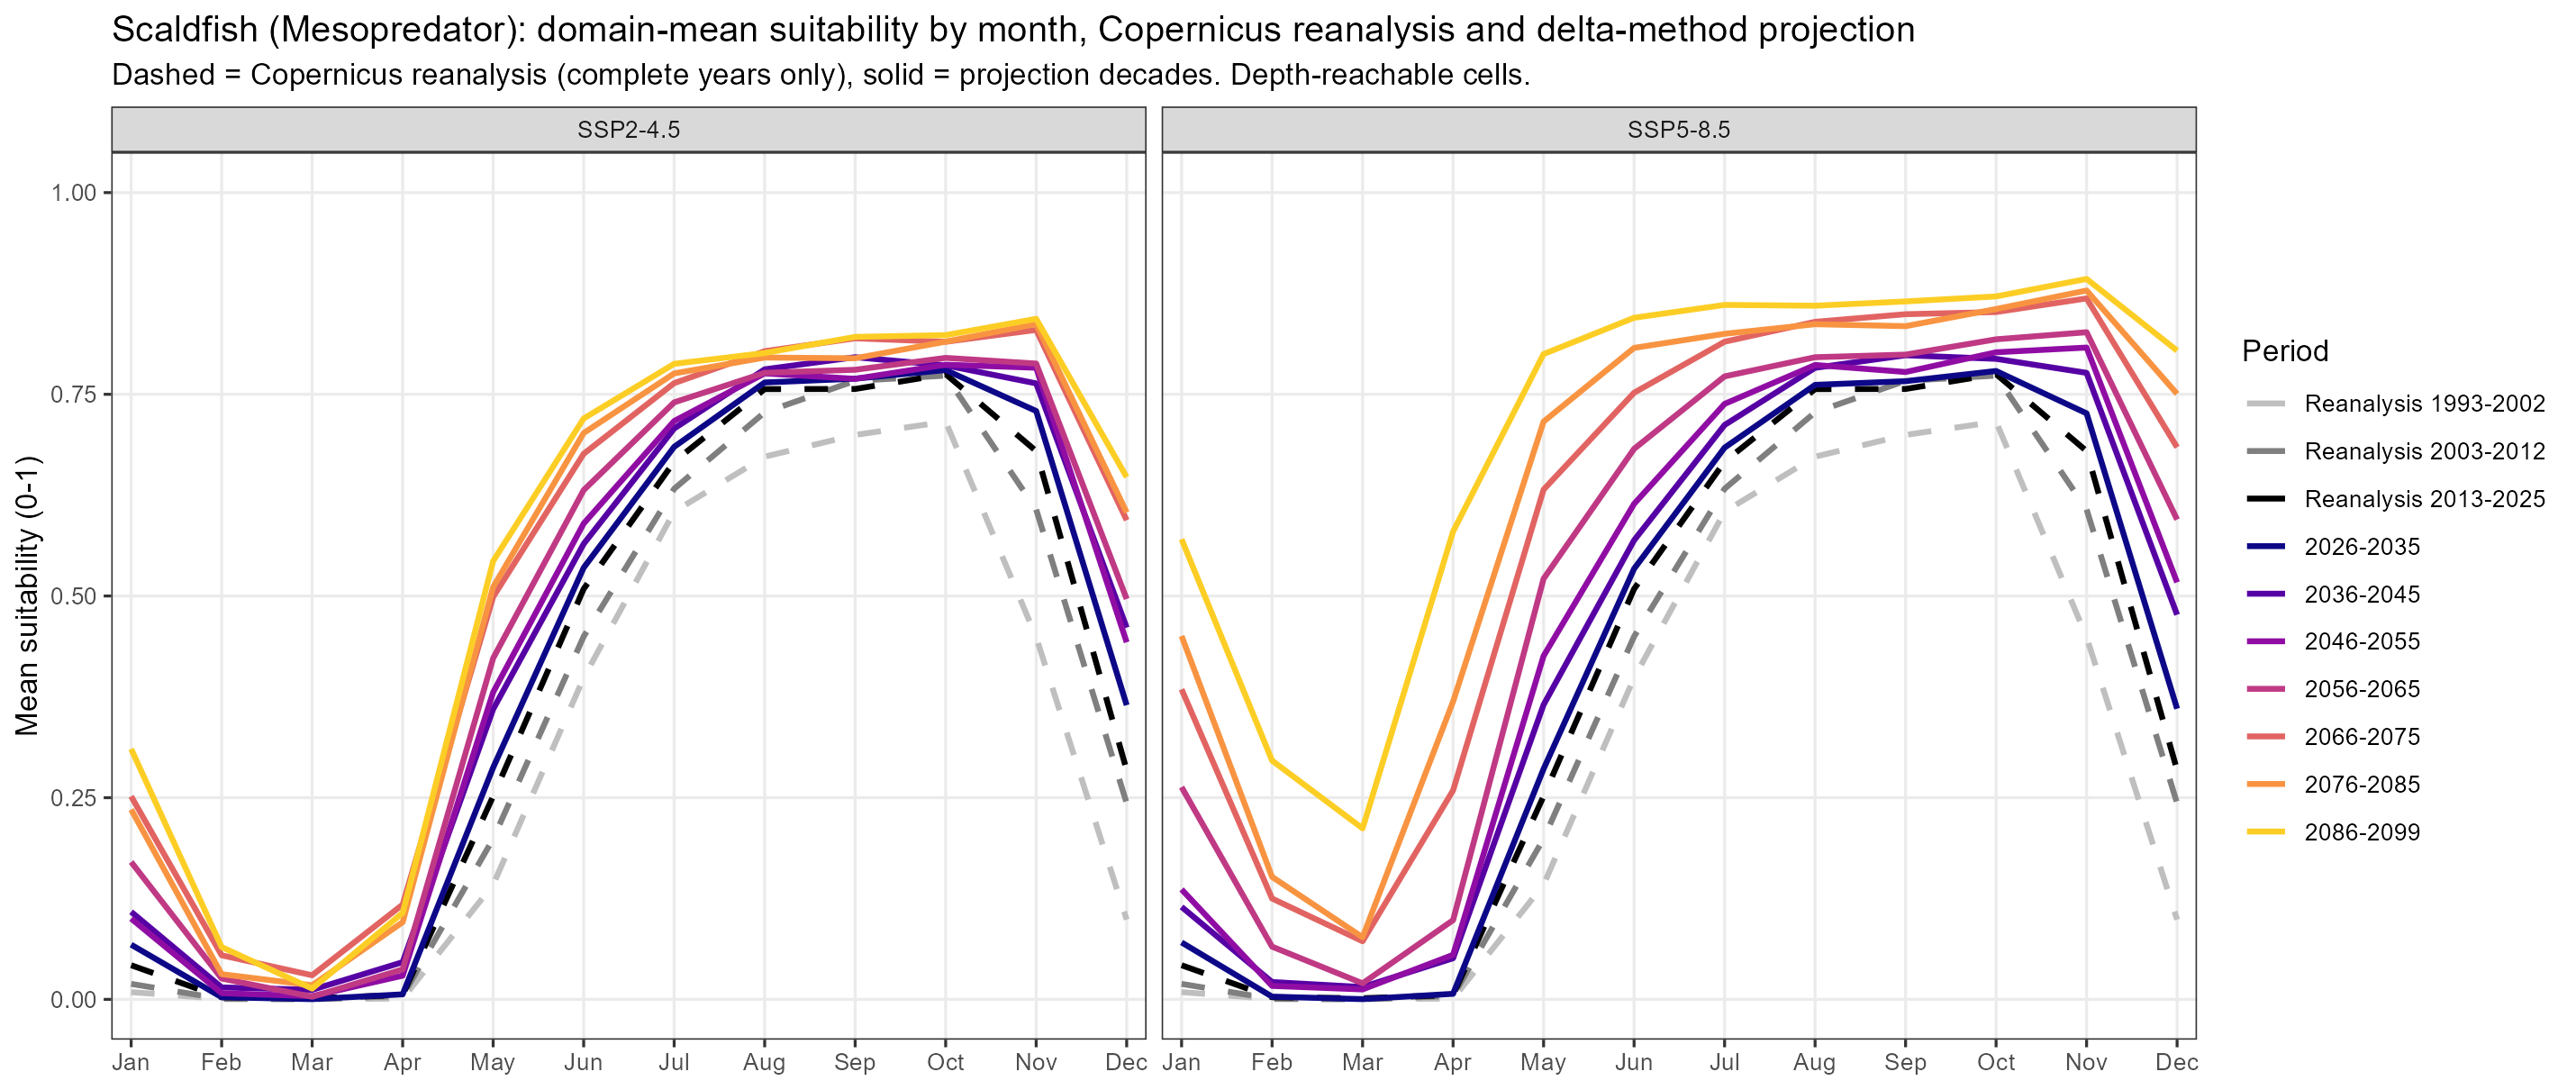 Scaldfish (Mesopredator): domain-mean suitability by month, Copernicus reanalysis and delta-method projection
Dashed = Copernicus reanalysis (complete years only), solid = projection decades. Depth-reachable cells.
SSP2-4.5
SSP5-8.5
Mean suitability (0-1)
1.00
0.75
0.50
0.25
0.00
Jan Feb Mar Apr May Jun Jul Aug Sep Oct Nov Dec
Jan Feb Mar Apr May Jun Jul Aug Sep Oct Nov Dec
Period
Reanalysis 1993-2002
Reanalysis 2003-2012
Reanalysis 2013-2025
2026-2035
2036-2045
2046-2055
2056-2065
2066-2075
2076-2085
2086-2099